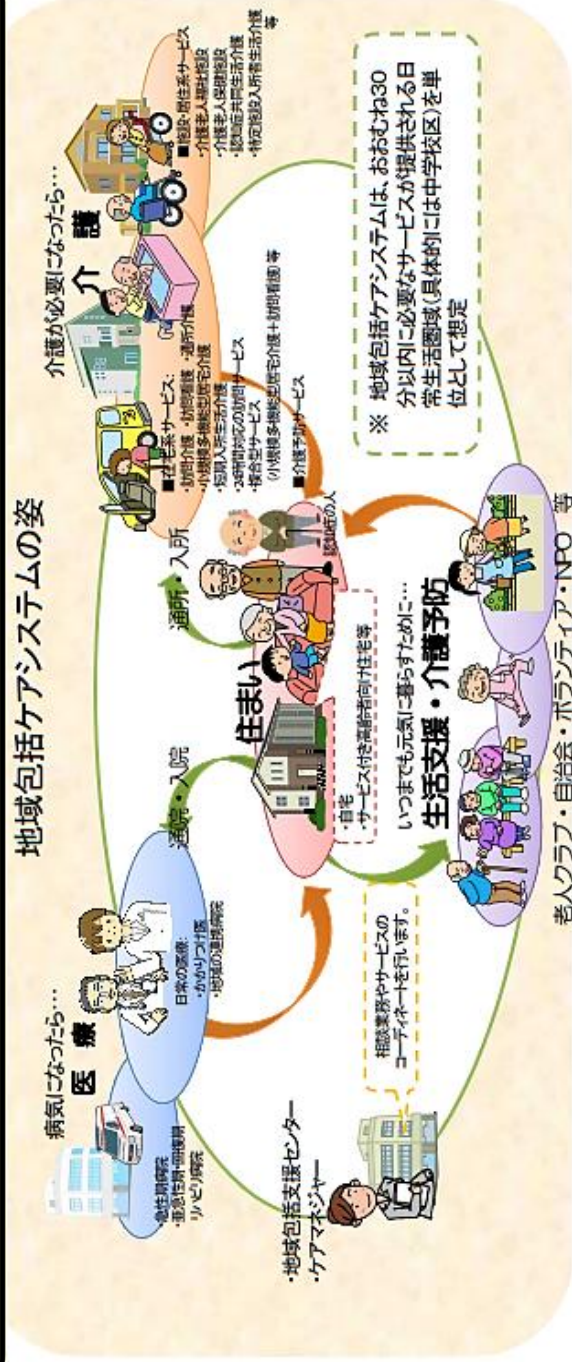 地域包括ケアシステムの姿
病気になったら…
医 療
・急性期病院
・亜急性期・回復期
リハビリ病院
日常の医療：
・かかりつけ医
・地域の連携病院
通院・入院
通所・入所
介護が必要になったら…
介 護
■在宅系サービス：
・訪問介護 ・訪問看護 ・通所介護
・小規模多機能型居宅介護
・短期入所生活介護
・24時間対応の訪問サービス
・複合型サービス
（小規模多機能型居宅介護＋訪問看護）等
■介護予防サービス
■施設・居住系サービス
・介護老人福祉施設
・介護老人保健施設
・認知症共同生活介護
・特定施設入所者生活介護
等
住まい
認知症の人
・自宅
・サービス付き高齢者向け住宅等
・地域包括支援センター
・ケアマネジャー
相談業務やサービスの
コーディネートを行います。
いつまでも元気に暮らすために…
生活支援・介護予防
老人クラブ・自治会・ボランティア・NPO 等
※ 地域包括ケアシステムは、おおむね30
分以内に必要なサービスが提供される日
常生活圏域（具体的には中学校区）を単
位として想定